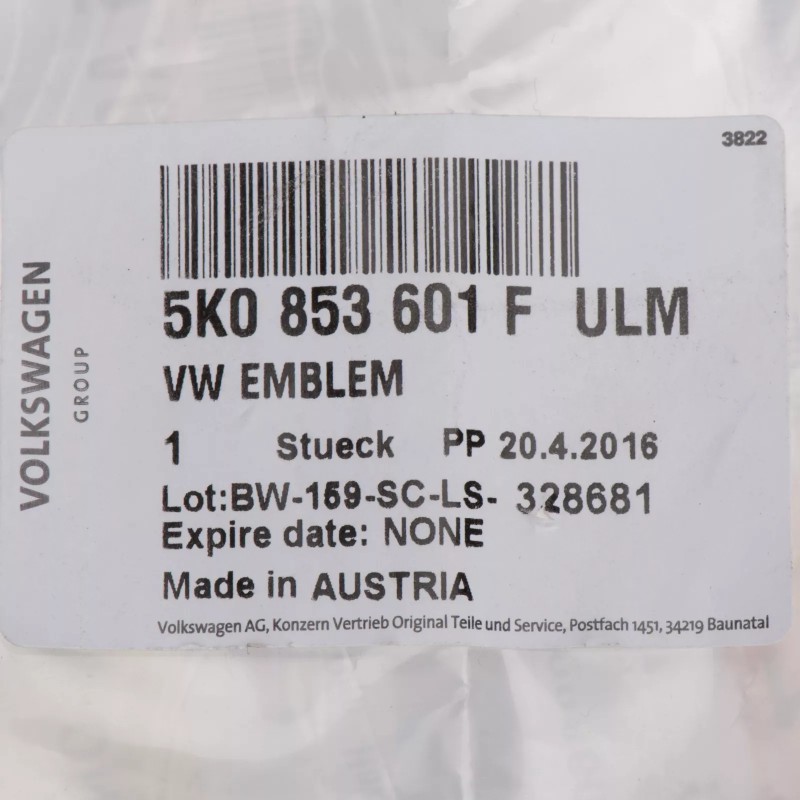 3822
VOLKSWAGEN
GROUP
5K0 853 601 F ULM
VW EMBLEM
1 Stueck PP 20.4.2016
Lot:BW-159-SC-LS- 328681
Expire date: NONE
Made in AUSTRIA
Volkswagen AG, Konzern Vertrieb Original Teile und Service, Postfach 1451, 34219 Baunatal